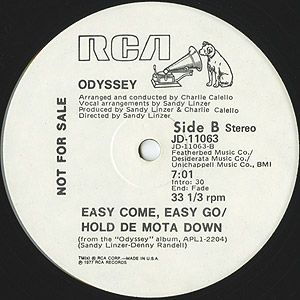 RCA
ODYSSEY
Arranged and conducted by Charlie Calello
Vocal arrangements by Sandy Linzer
Produced by Sandy Linzer & Charlie Calello
Directed by Sandy Linzer
NOT FOR SALE
Side B Stereo
JD-11063
JD-11063-B
Featherbed Music Co./
Desiderata Music Co./
Unichappell Music Co., BMI
7:01
Intro: 30
End: Fade
33 1/3 rpm
EASY COME, EASY GO/
HOLD DE MOTA DOWN
(from the "Odyssey" album, APL1-2204)
(Sandy Linzer-Denny Randell)
TM(s) ® RCA CORP.—MADE IN U.S.A.
℗ 1977 RCA RECORDS